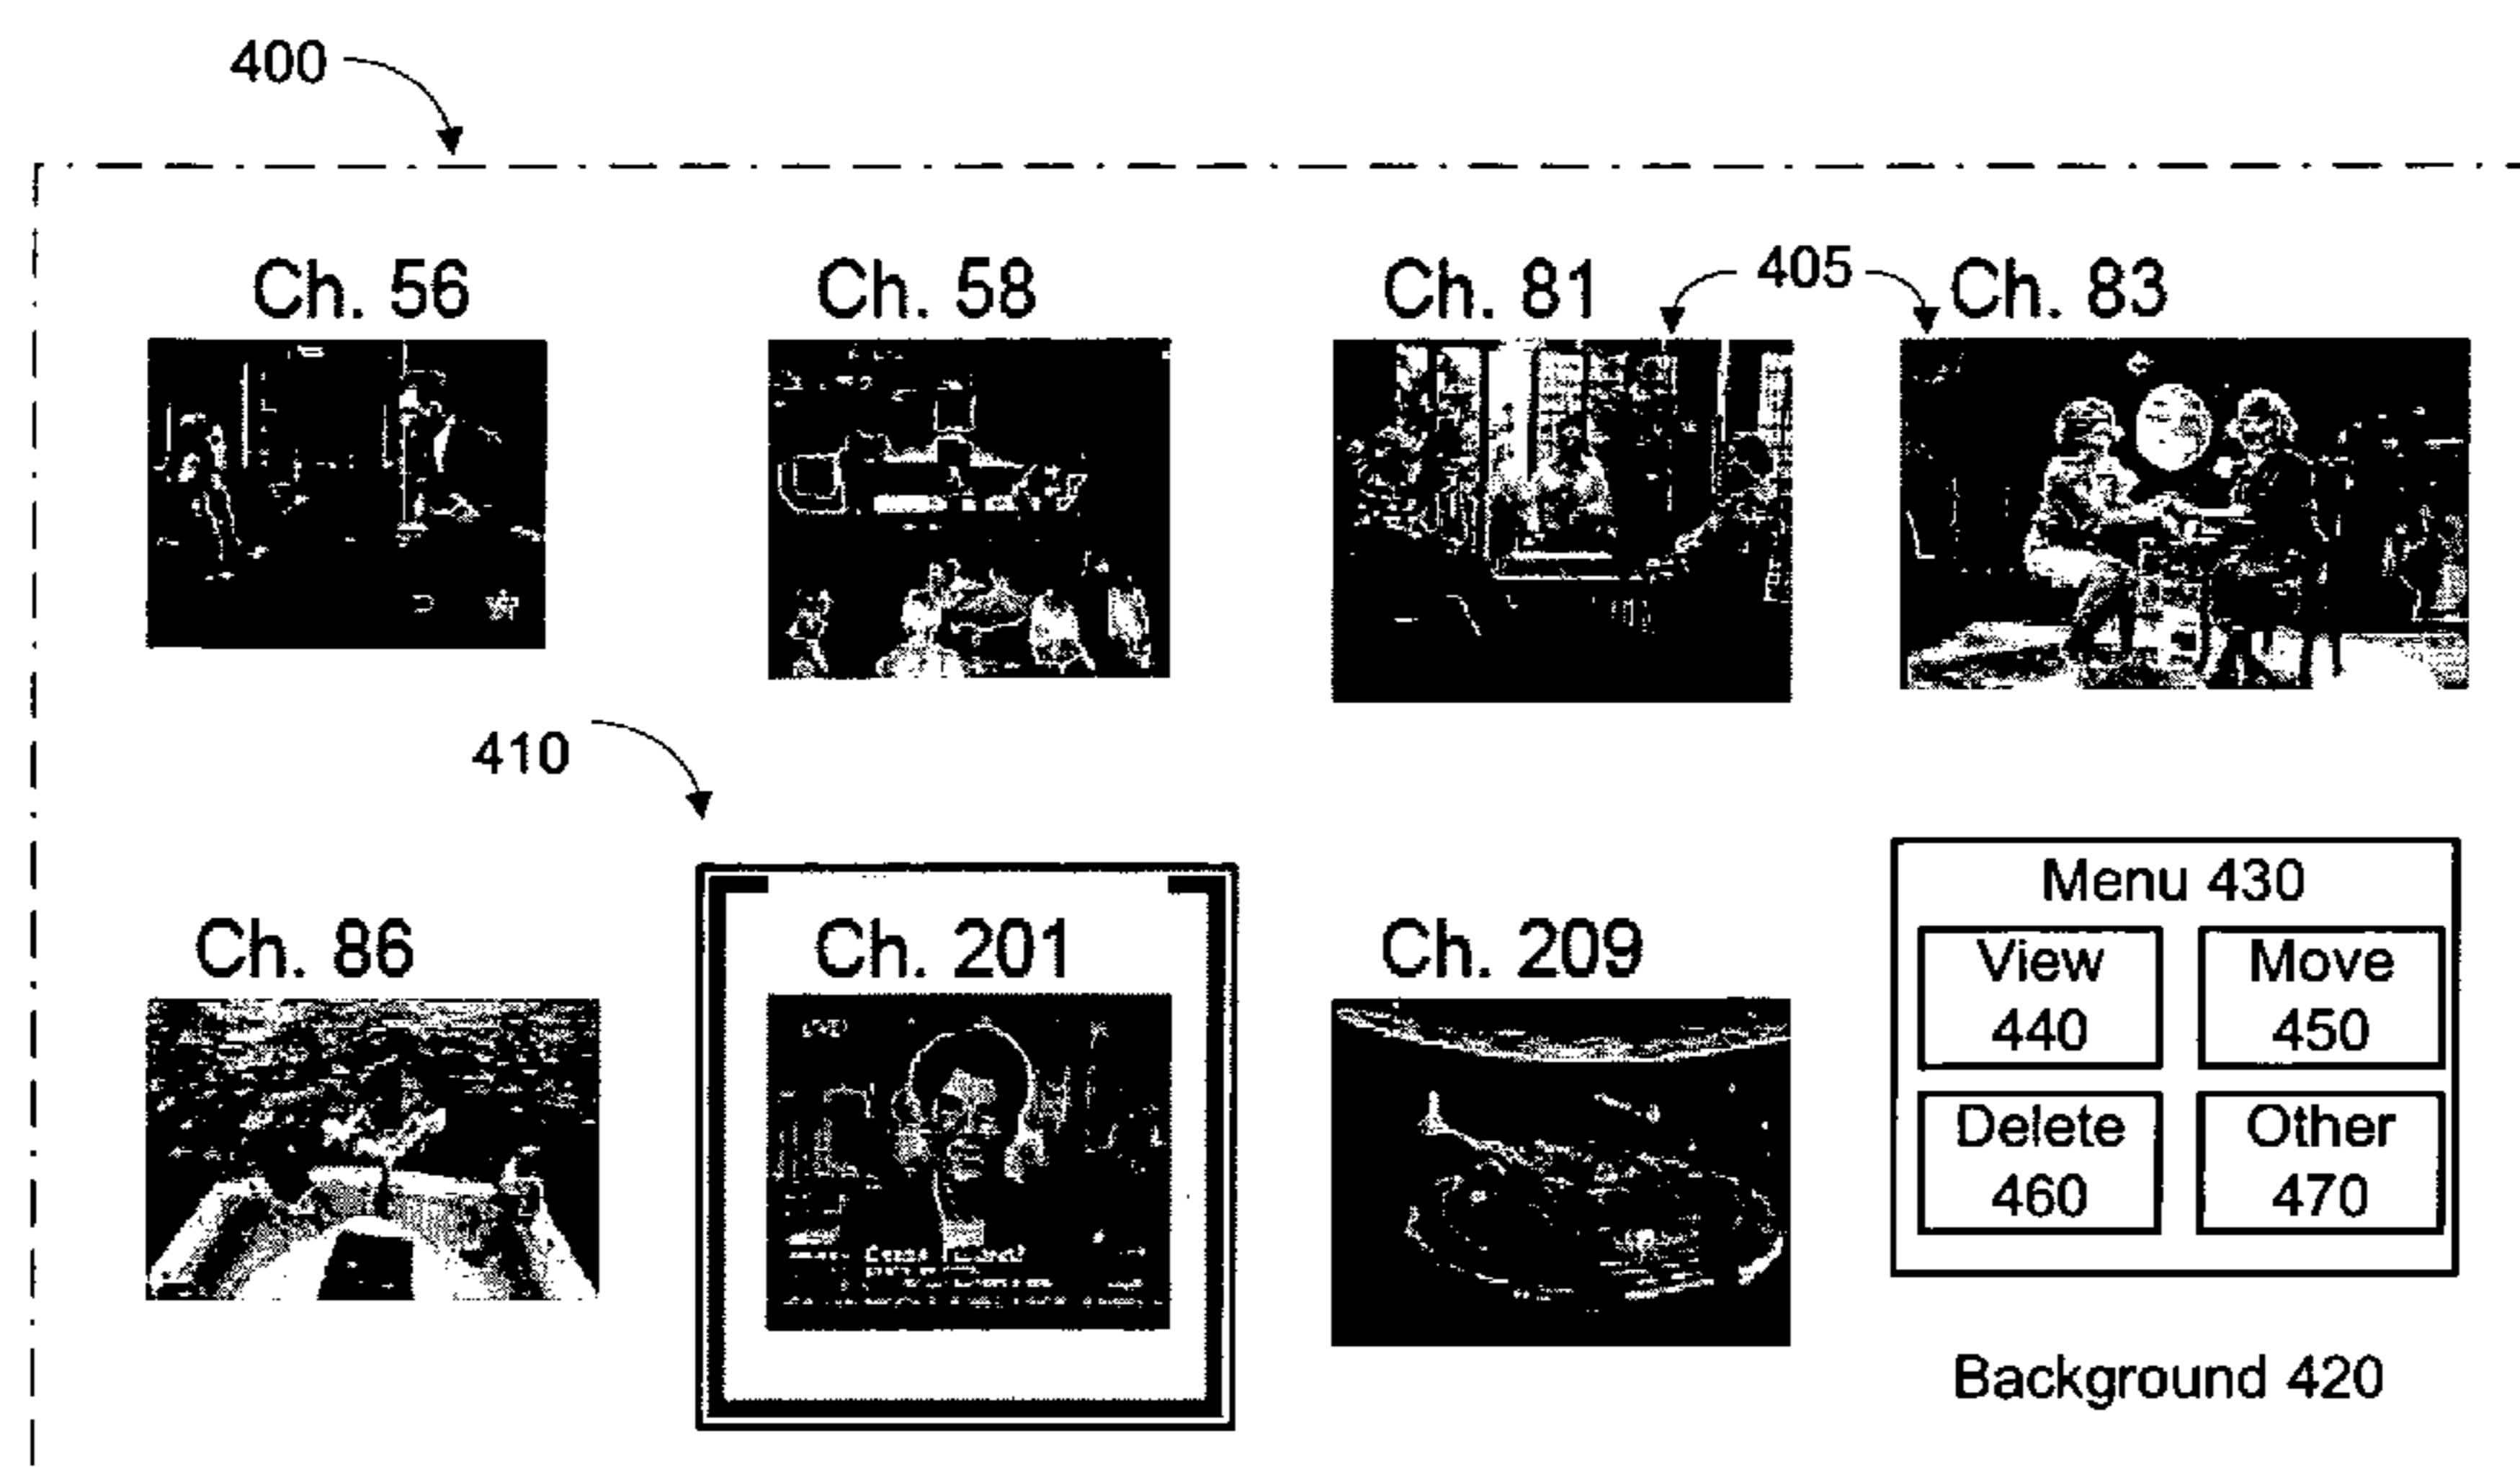 400
Ch. 56
Ch. 58
Ch. 81
405
Ch. 83
410
Ch. 86
Ch. 201
Ch. 209
Menu 430
View
440
Move
450
Delete
460
Other
470
Background 420